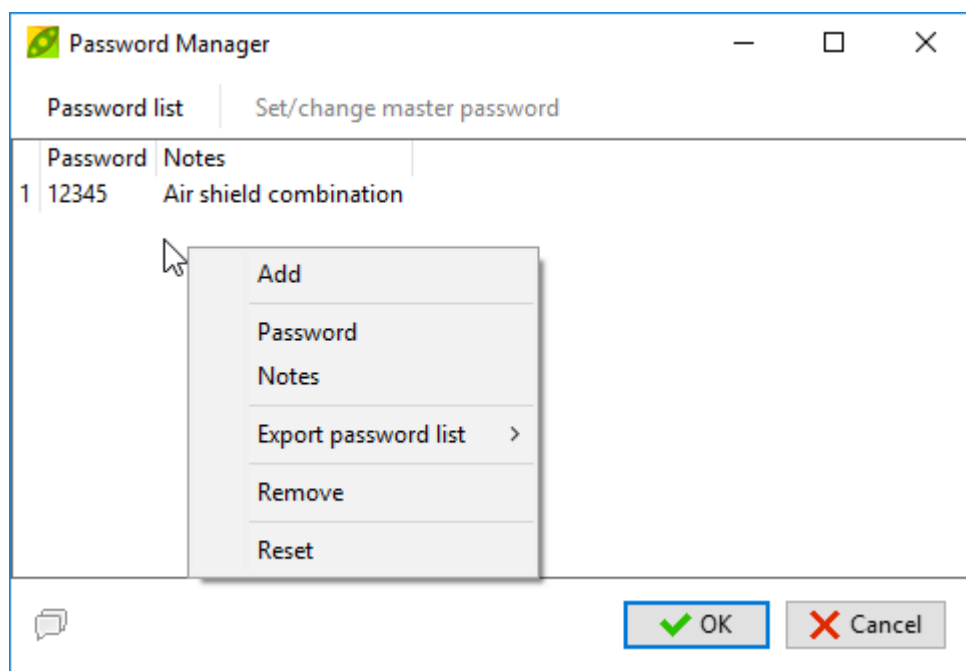 Password Manager
Password list Set/change master password
Password Notes
1 12345 Air shield combination
Add
Password
Notes
Export password list
Remove
Reset
OK Cancel